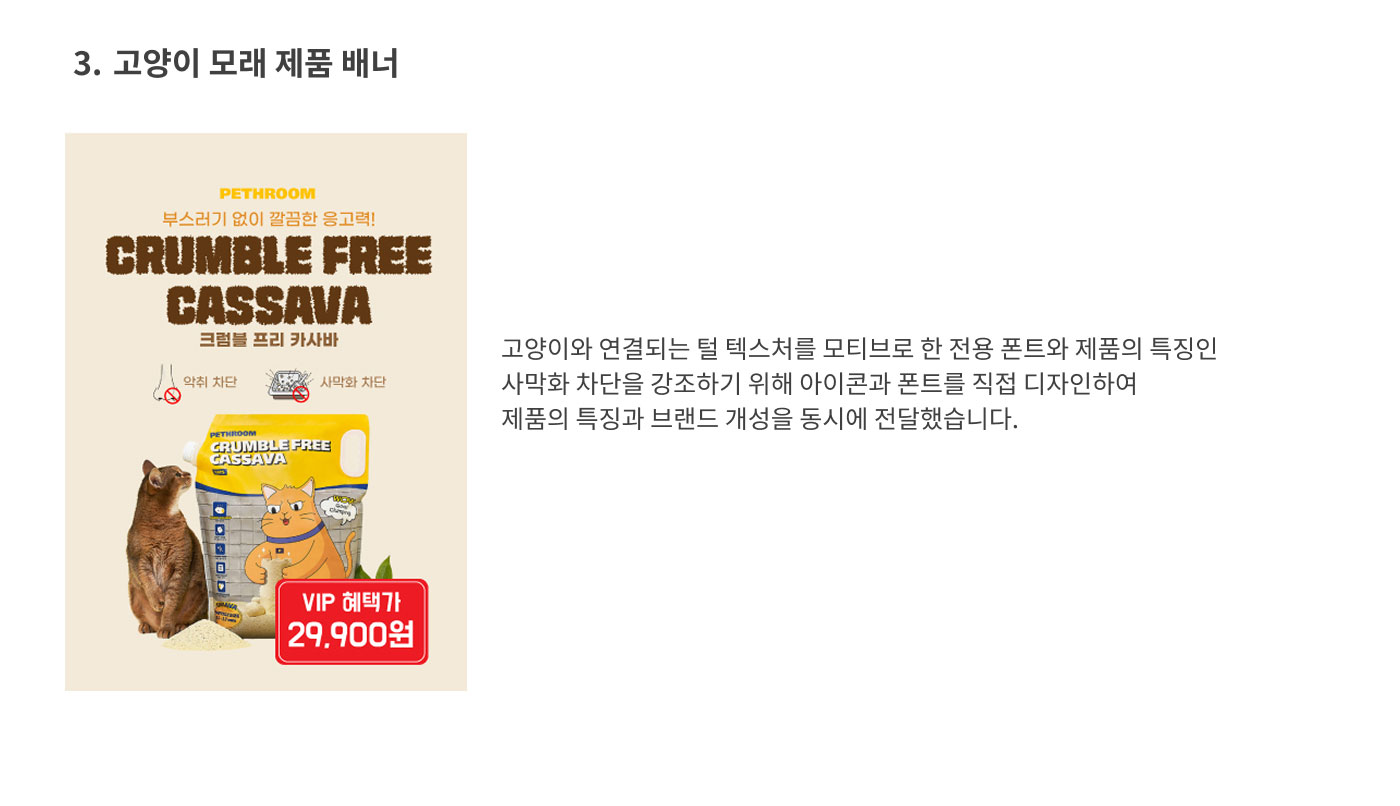 3. 고양이 모래 제품 배너
PETHROOM
부스러기 없이 깔끔한 응고력!
CRUMBLE FREE
CASSAVA
크럼블 프리 카사바
악취 차단
사막화 차단
PETHROOM
CRUMBLE FREE
CASSAVA
WOW!
Good
Clumping
VIP 혜택가
29,900원
고양이와 연결되는 털 텍스처를 모티브로 한 전용 폰트와 제품의 특징인
사막화 차단을 강조하기 위해 아이콘과 폰트를 직접 디자인하여
제품의 특징과 브랜드 개성을 동시에 전달했습니다.